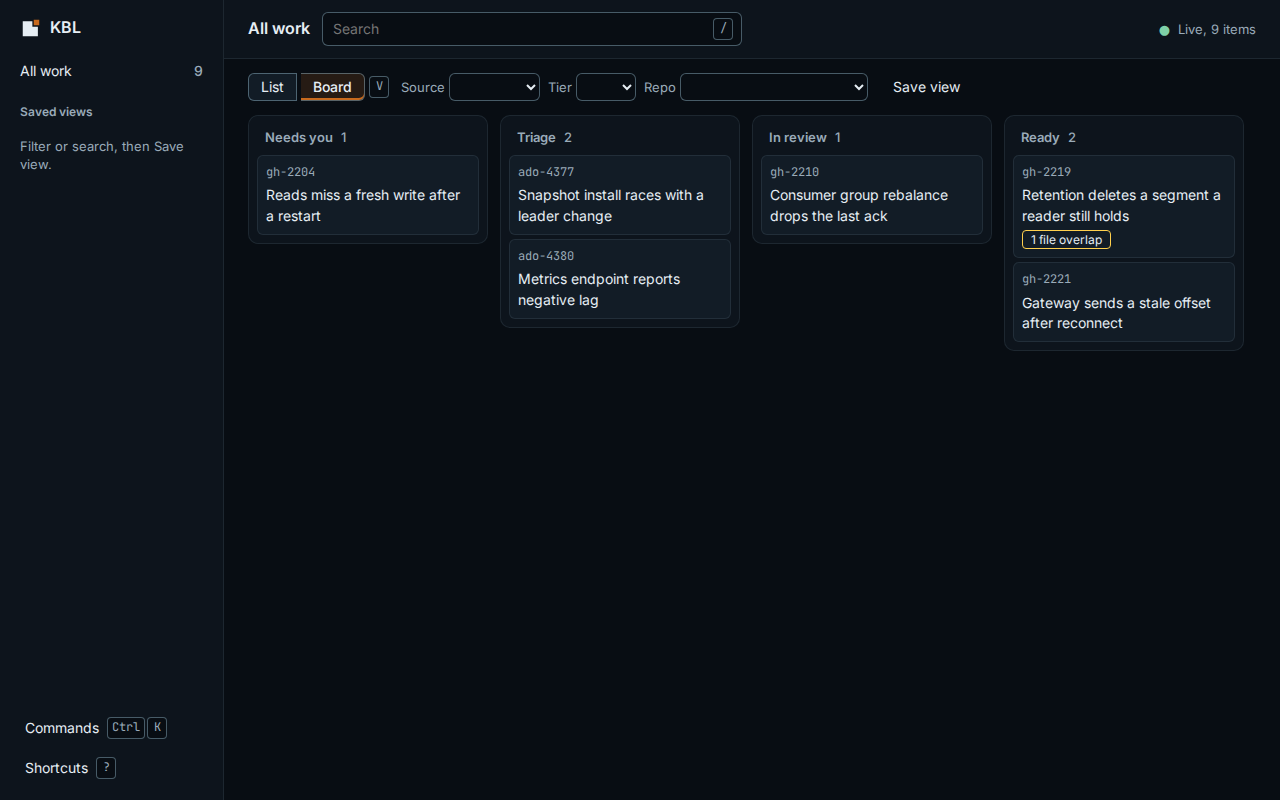 KBL
All work 9
Saved views
Filter or search, then Save
view.
Commands Ctrl K
Shortcuts ?
All work Search / Live, 9 items
List Board V Source Tier Repo Save view
Needs you 1
gh-2204
Reads miss a fresh write after
a restart
Triage 2
ado-4377
Snapshot install races with a
leader change
ado-4380
Metrics endpoint reports
negative lag
In review 1
gh-2210
Consumer group rebalance
drops the last ack
Ready 2
gh-2219
Retention deletes a segment a
reader still holds
1 file overlap
gh-2221
Gateway sends a stale offset
after reconnect